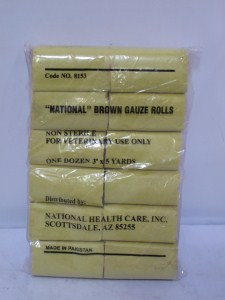 Code NO. 8157
"NATIONAL" BROWN GAUZE ROLLS
NON STERILE
FOR VETERINARY USE ONLY
ONE DOZEN 3" x 5 YARDS
Distributed by:
NATIONAL HEALTH CARE, INC.
SCOTTSDALE, AZ 85255
MADE IN PAKISTAN